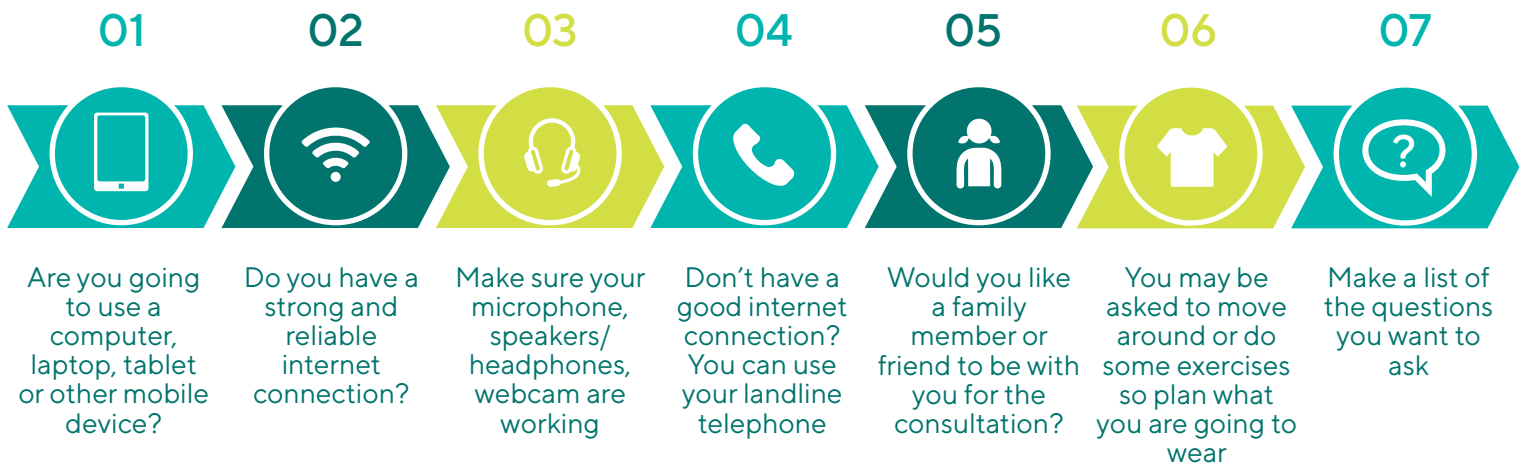 01
02
03
04
05
06
07
?
Are you going
to use a
computer,
laptop, tablet
or other mobile
device?
Do you have a
strong and
reliable
internet
connection?
Make sure your
microphone,
speakers/
headphones,
webcam are
working
Don’t have a
good internet
connection?
You can use
your landline
telephone
Would you like
a family
member or
friend to be with
you for the
consultation?
You may be
asked to move
around or do
some exercises
so plan what
you are going to
wear
Make a list of
the questions
you want to
ask